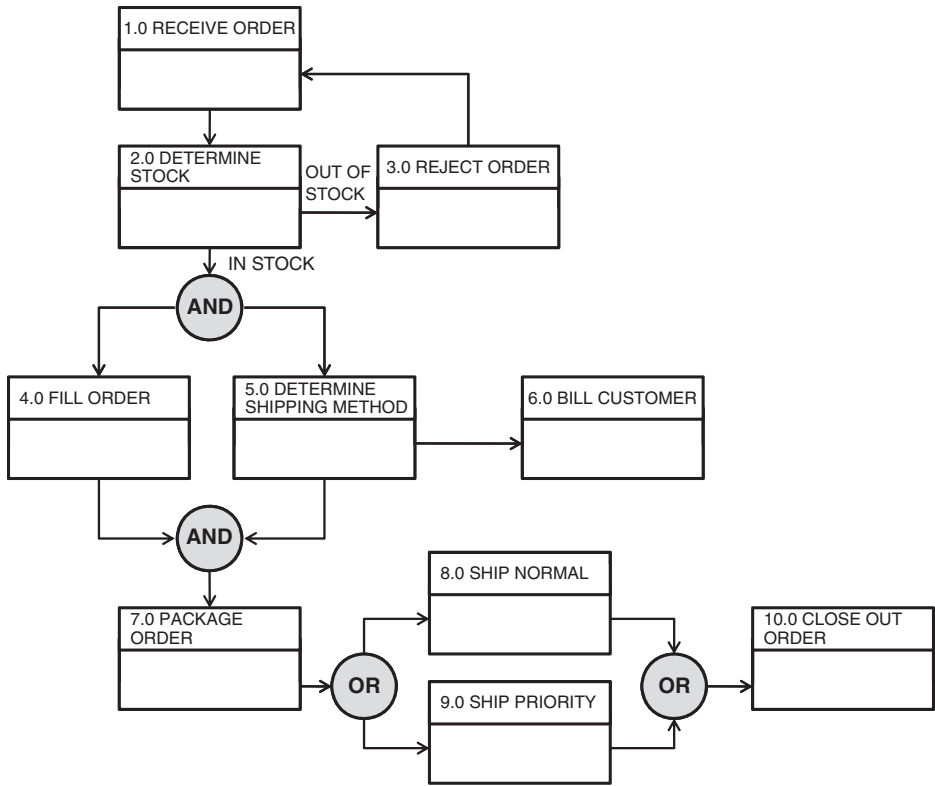 1.0 RECEIVE ORDER
2.0 DETERMINE
STOCK
OUT OF
STOCK
3.0 REJECT ORDER
IN STOCK
AND
4.0 FILL ORDER
5.0 DETERMINE
SHIPPING METHOD
6.0 BILL CUSTOMER
AND
7.0 PACKAGE
ORDER
OR
8.0 SHIP NORMAL
9.0 SHIP PRIORITY
OR
10.0 CLOSE OUT
ORDER